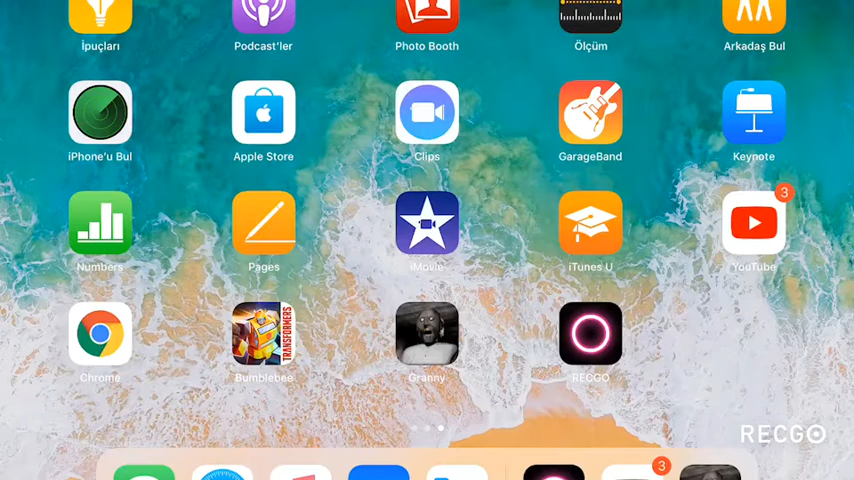 İpuçları
Podcast'ler
Photo Booth
Ölçüm
Arkadaş Bul
iPhone'u Bul
Apple Store
Clips
GarageBand
Keynote
3
Numbers
Pages
iMovie
iTunes U
YouTube
TRANSFORMERS
Chrome
Bumblebee
Granny
RECGO
RECGO
3